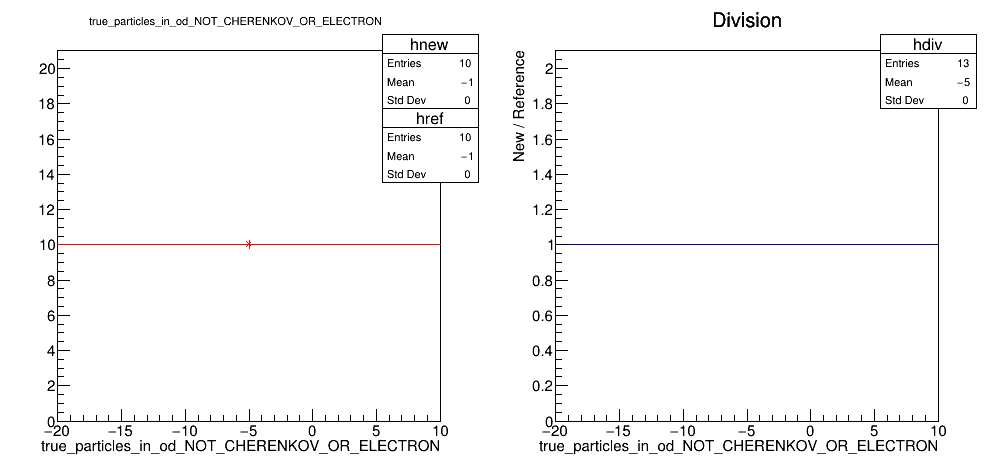 true_particles_in_od_NOT_CHERENKOV_OR_ELECTRON
hnew
Entries 10
Mean −1
Std Dev 0
href
Entries 10
Mean −1
Std Dev 0
20
18
16
14
12
10
8
6
4
2
0
−20 −15 −10 −5 0 5 10
true_particles_in_od_NOT_CHERENKOV_OR_ELECTRON
Division
hdiv
Entries 13
Mean −5
Std Dev 0
New / Reference
2
1.8
1.6
1.4
1.2
1
0.8
0.6
0.4
0.2
0
−20 −15 −10 −5 0 5 10
true_particles_in_od_NOT_CHERENKOV_OR_ELECTRON